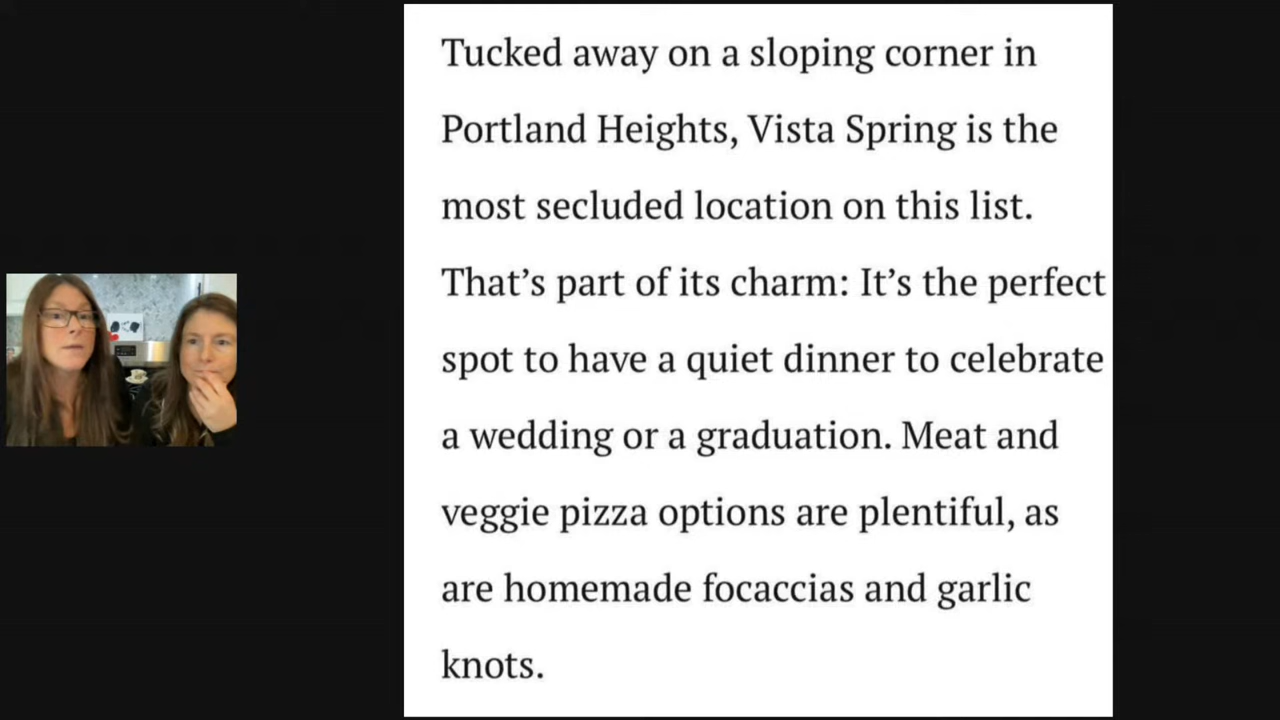 Tucked away on a sloping corner in
Portland Heights, Vista Spring is the
most secluded location on this list.
That’s part of its charm: It’s the perfect
spot to have a quiet dinner to celebrate
a wedding or a graduation. Meat and
veggie pizza options are plentiful, as
are homemade focaccias and garlic
knots.